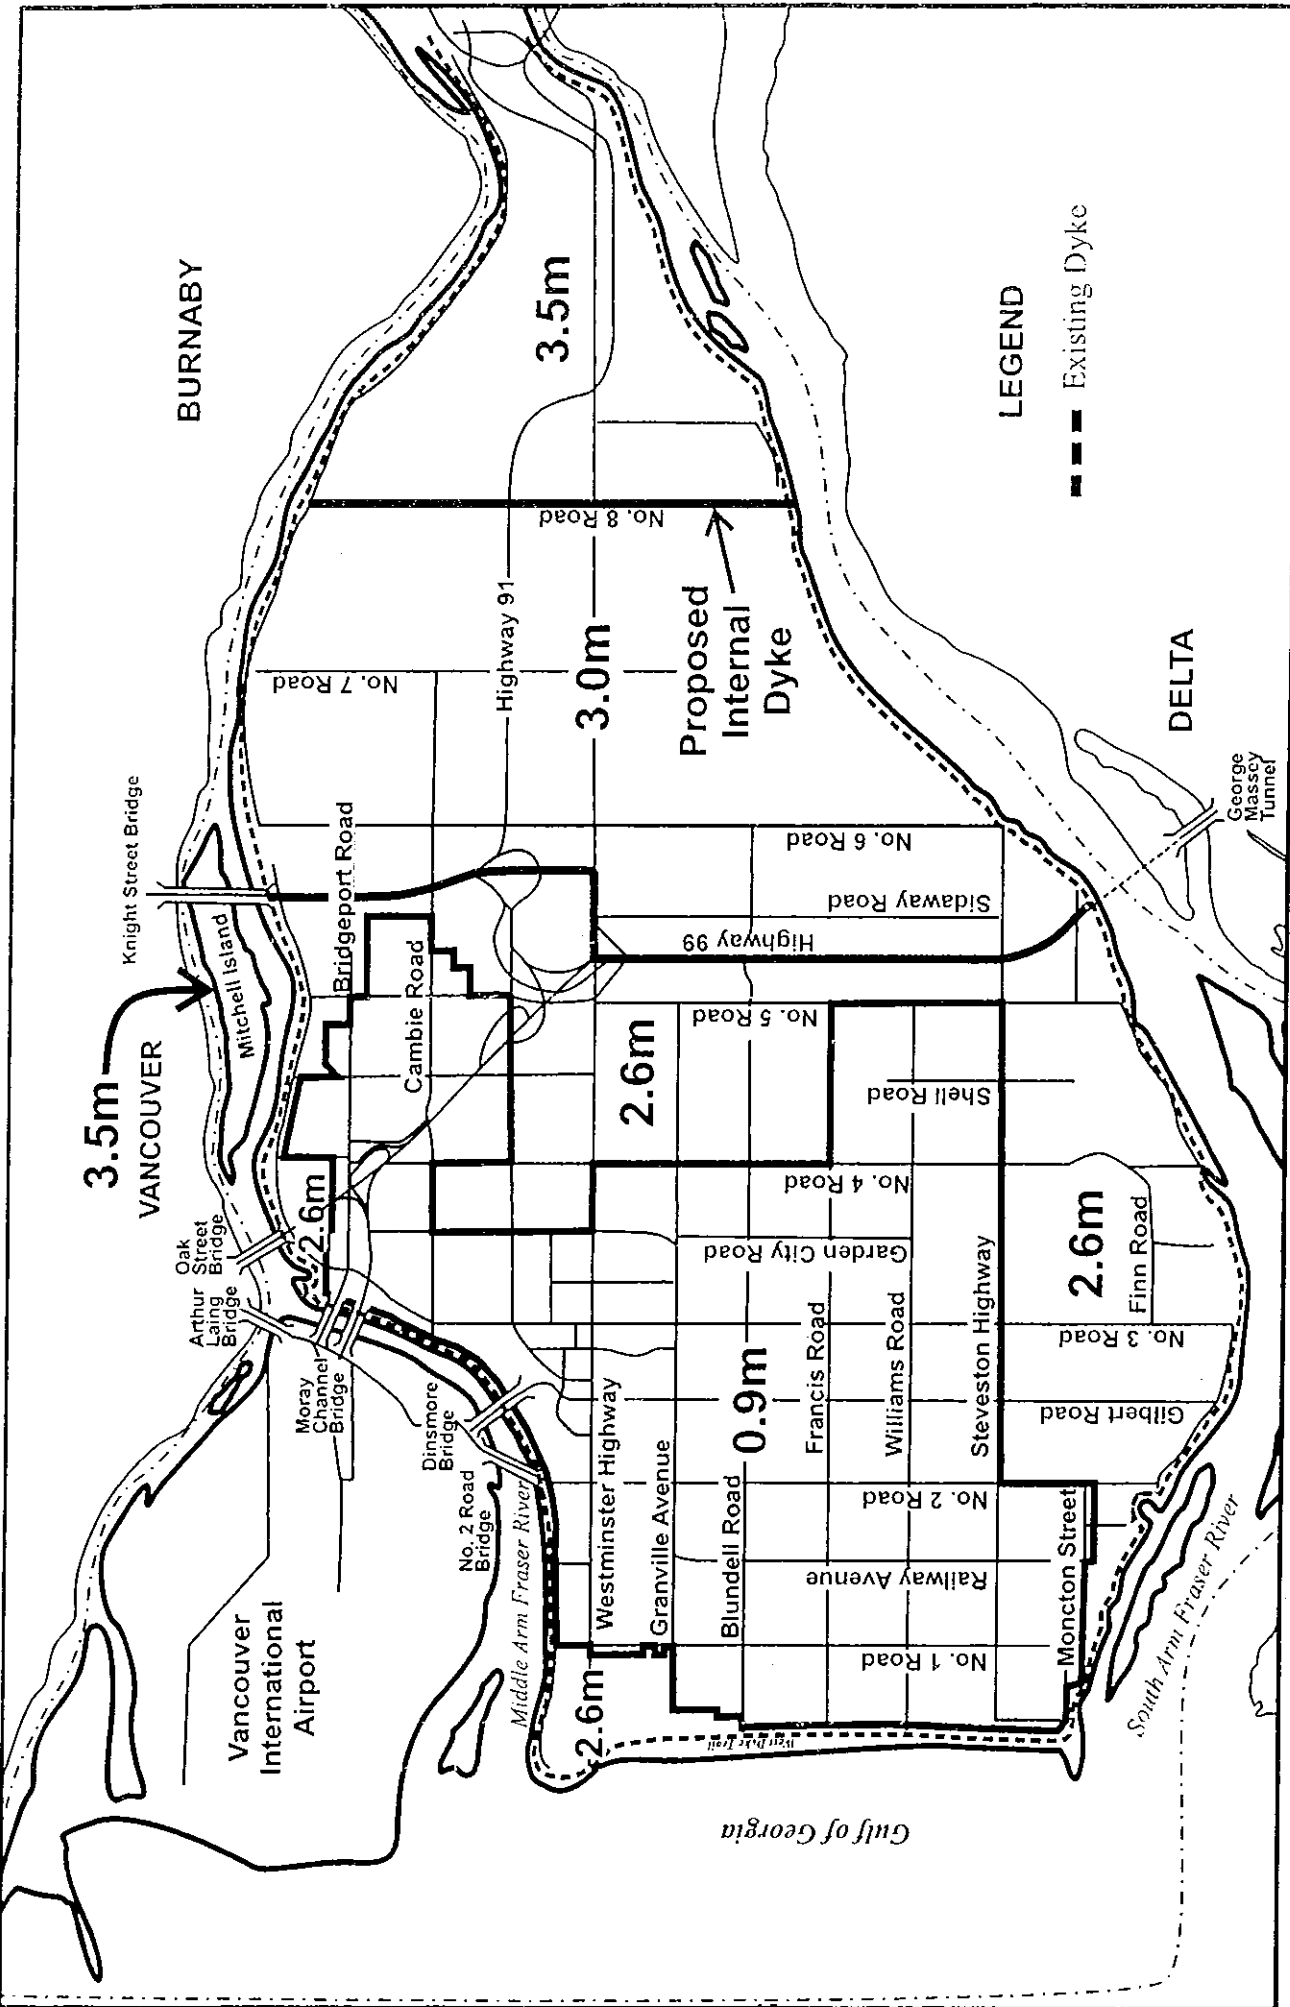 BURNABY
VANCOUVER
3.5m
Knight Street Bridge
Mitchell Island
Oak
Street
Bridge
Arthur
Laing
Bridge
Moray
Channel
Bridge
Dinsmore
Bridge
No. 2 Road
Bridge
Middle Arm Fraser River
Vancouver
International
Airport
2.6m
Bridgeport Road
Cambie Road
No. 7 Road
Highway 91
3.5m
No. 8 Road
3.0m
Proposed
Internal
Dyke
No. 6 Road
Sidaway Road
Highway 99
No. 5 Road
2.6m
Shell Road
No. 4 Road
Garden City Road
Westminster Highway
Granville Avenue
Blundell Road
0.9m
Francis Road
Williams Road
Steveston Highway
2.6m
Finn Road
No. 3 Road
Gilbert Road
No. 2 Road
Railway Avenue
No. 1 Road
Moncton Street
2.6m
West Dyke Trail
Gulf of Georgia
South Arm Fraser River
George
Massey
Tunnel
DELTA
LEGEND
Existing Dyke